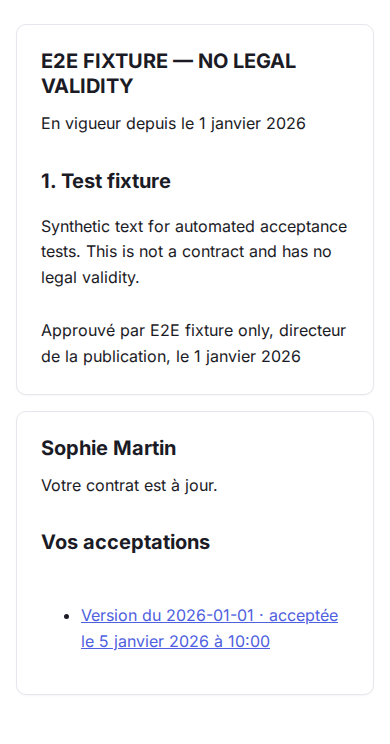 E2E FIXTURE — NO LEGAL
VALIDITY
En vigueur depuis le 1 janvier 2026
1. Test fixture
Synthetic text for automated acceptance
tests. This is not a contract and has no
legal validity.
Approuvé par E2E fixture only, directeur
de la publication, le 1 janvier 2026
Sophie Martin
Votre contrat est à jour.
Vos acceptations
• Version du 2026-01-01 · acceptée
le 5 janvier 2026 à 10:00